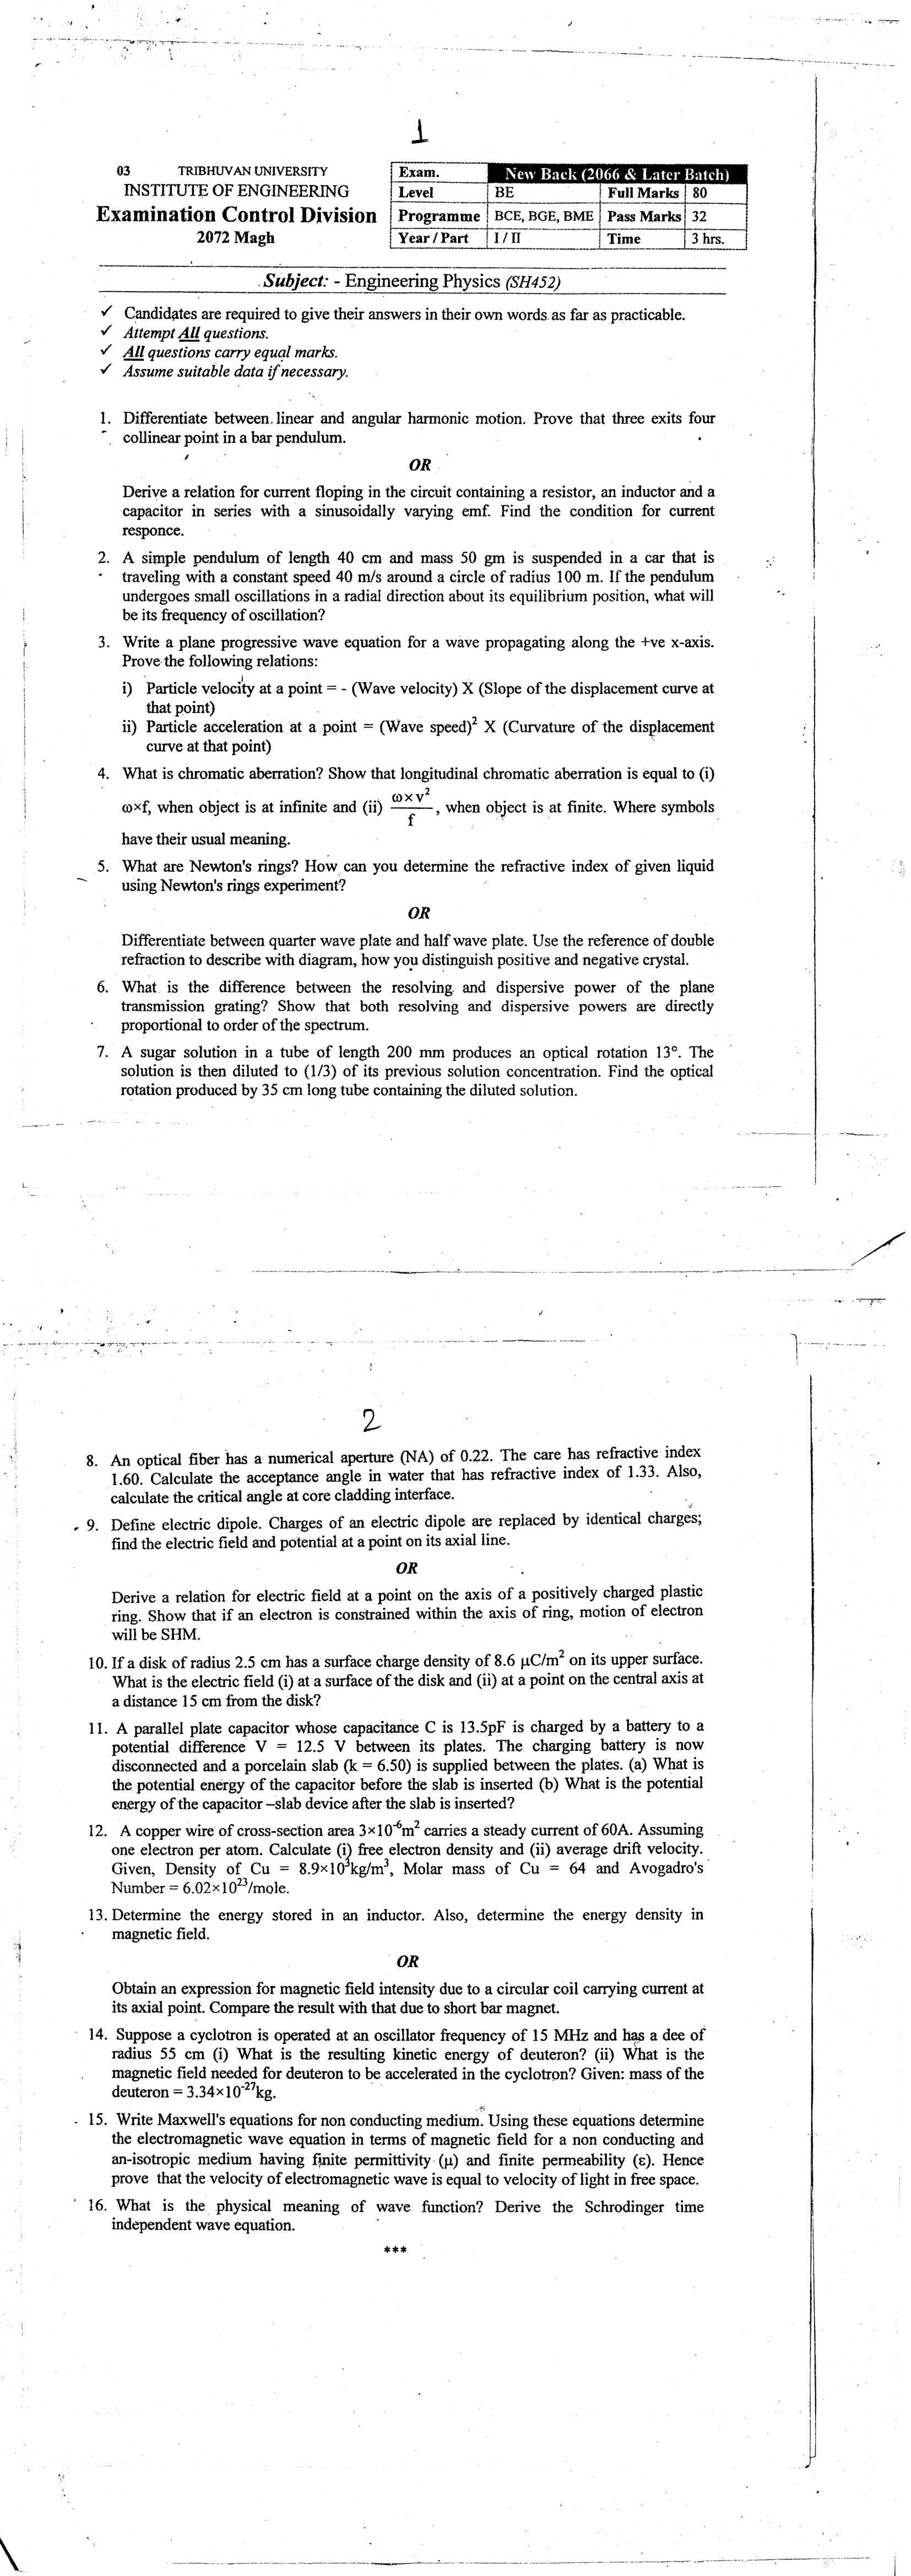 1
03 TRIBHUVAN UNIVERSITY
INSTITUTE OF ENGINEERING
Examination Control Division
2072 Magh
Exam. New Back (2066 & Later Batch)
Level BE Full Marks 80
Programme BCE, BGE, BME Pass Marks 32
Year / Part I / II Time 3 hrs.
Subject: - Engineering Physics (SH452)
✓ Candidates are required to give their answers in their own words as far as practicable.
✓ Attempt All questions.
✓ All questions carry equal marks.
✓ Assume suitable data if necessary.
1. Differentiate between linear and angular harmonic motion. Prove that three exits four
collinear point in a bar pendulum.
OR
Derive a relation for current floping in the circuit containing a resistor, an inductor and a
capacitor in series with a sinusoidally varying emf. Find the condition for current
responce.
2. A simple pendulum of length 40 cm and mass 50 gm is suspended in a car that is
traveling with a constant speed 40 m/s around a circle of radius 100 m. If the pendulum
undergoes small oscillations in a radial direction about its equilibrium position, what will
be its frequency of oscillation?
3. Write a plane progressive wave equation for a wave propagating along the +ve x-axis.
Prove the following relations:
i) Particle velocity at a point = - (Wave velocity) X (Slope of the displacement curve at
that point)
ii) Particle acceleration at a point = (Wave speed)² X (Curvature of the displacement
curve at that point)
4. What is chromatic aberration? Show that longitudinal chromatic aberration is equal to (i)
ω×f, when object is at infinite and (ii) ω×v²/f, when object is at finite. Where symbols
have their usual meaning.
5. What are Newton's rings? How can you determine the refractive index of given liquid
using Newton's rings experiment?
OR
Differentiate between quarter wave plate and half wave plate. Use the reference of double
refraction to describe with diagram, how you distinguish positive and negative crystal.
6. What is the difference between the resolving and dispersive power of the plane
transmission grating? Show that both resolving and dispersive powers are directly
proportional to order of the spectrum.
7. A sugar solution in a tube of length 200 mm produces an optical rotation 13°. The
solution is then diluted to (1/3) of its previous solution concentration. Find the optical
rotation produced by 35 cm long tube containing the diluted solution.
2
8. An optical fiber has a numerical aperture (NA) of 0.22. The care has refractive index
1.60. Calculate the acceptance angle in water that has refractive index of 1.33. Also,
calculate the critical angle at core cladding interface.
9. Define electric dipole. Charges of an electric dipole are replaced by identical charges;
find the electric field and potential at a point on its axial line.
OR
Derive a relation for electric field at a point on the axis of a positively charged plastic
ring. Show that if an electron is constrained within the axis of ring, motion of electron
will be SHM.
10. If a disk of radius 2.5 cm has a surface charge density of 8.6 μC/m² on its upper surface.
What is the electric field (i) at a surface of the disk and (ii) at a point on the central axis at
a distance 15 cm from the disk?
11. A parallel plate capacitor whose capacitance C is 13.5pF is charged by a battery to a
potential difference V = 12.5 V between its plates. The charging battery is now
disconnected and a porcelain slab (k = 6.50) is supplied between the plates. (a) What is
the potential energy of the capacitor before the slab is inserted (b) What is the potential
energy of the capacitor –slab device after the slab is inserted?
12. A copper wire of cross-section area 3×10⁻⁶m² carries a steady current of 60A. Assuming
one electron per atom. Calculate (i) free electron density and (ii) average drift velocity.
Given, Density of Cu = 8.9×10³kg/m³, Molar mass of Cu = 64 and Avogadro's
Number = 6.02×10²³/mole.
13. Determine the energy stored in an inductor. Also, determine the energy density in
magnetic field.
OR
Obtain an expression for magnetic field intensity due to a circular coil carrying current at
its axial point. Compare the result with that due to short bar magnet.
14. Suppose a cyclotron is operated at an oscillator frequency of 15 MHz and has a dee of
radius 55 cm (i) What is the resulting kinetic energy of deuteron? (ii) What is the
magnetic field needed for deuteron to be accelerated in the cyclotron? Given: mass of the
deuteron = 3.34×10⁻²⁷kg.
15. Write Maxwell's equations for non conducting medium. Using these equations determine
the electromagnetic wave equation in terms of magnetic field for a non conducting and
an-isotropic medium having finite permittivity (μ) and finite permeability (ε). Hence
prove that the velocity of electromagnetic wave is equal to velocity of light in free space.
16. What is the physical meaning of wave function? Derive the Schrodinger time
independent wave equation.
***